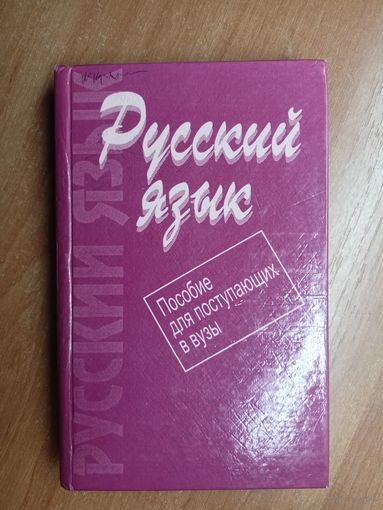 Русский
язык
Пособие
для поступающих
в вузы
РУССКИЙ ЯЗЫК